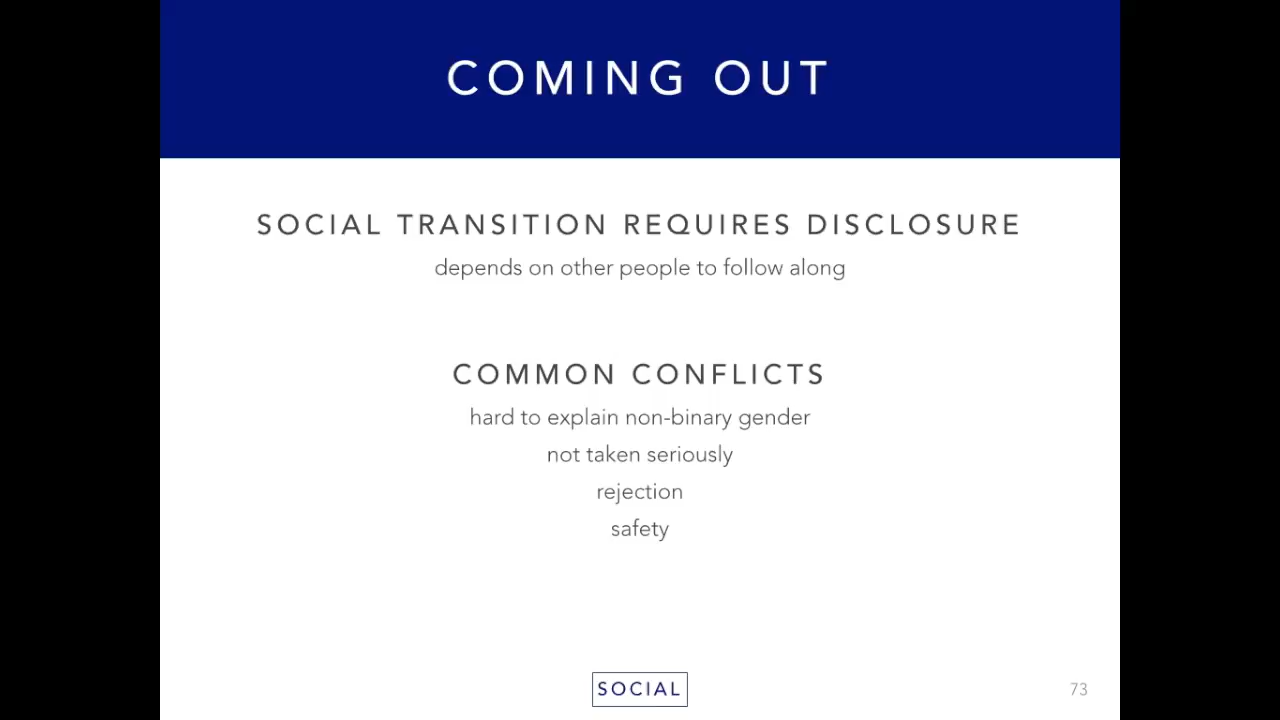 COMING OUT
SOCIAL TRANSITION REQUIRES DISCLOSURE
depends on other people to follow along
COMMON CONFLICTS
hard to explain non-binary gender
not taken seriously
rejection
safety
SOCIAL
73